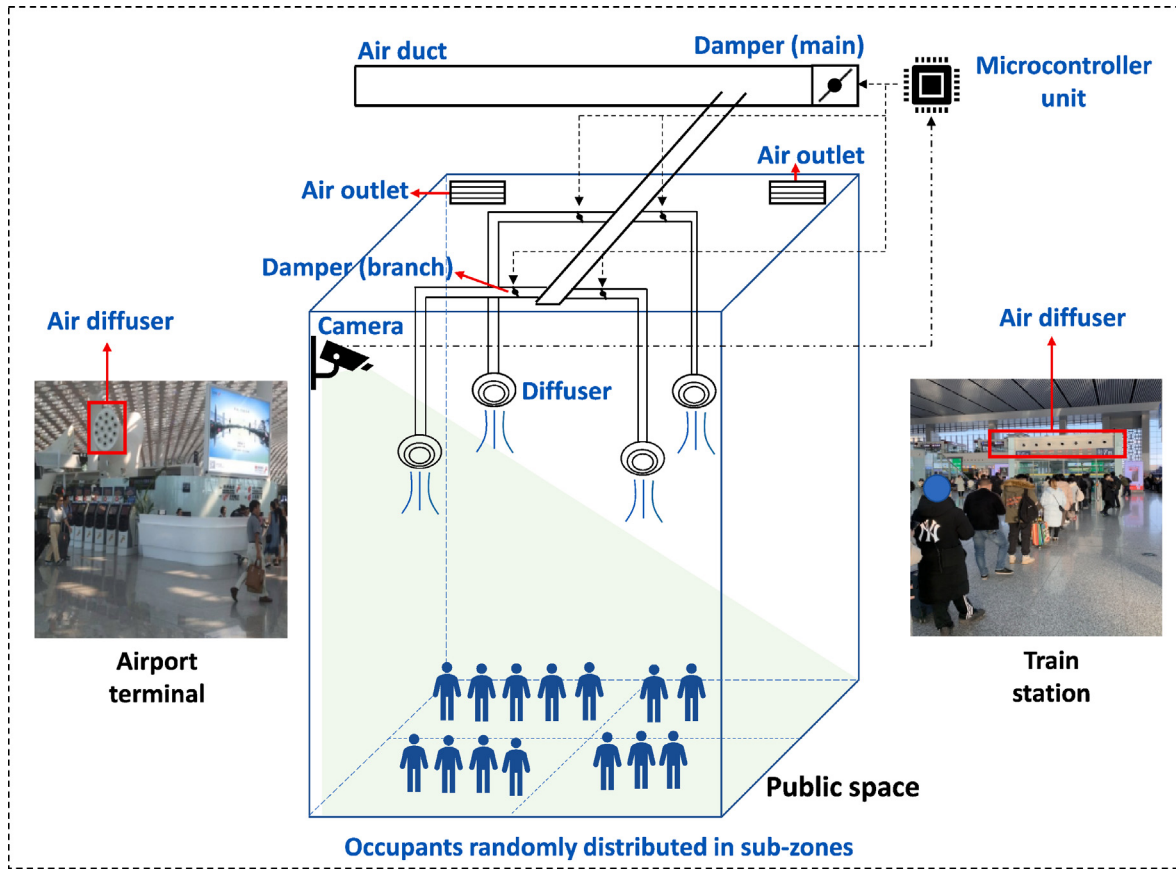 Air duct
Damper (main)
Microcontroller
unit
Air outlet
Air outlet
Damper (branch)
Air diffuser
Camera
Air diffuser
Diffuser
NY
Airport
terminal
Train
station
Public space
Occupants randomly distributed in sub-zones